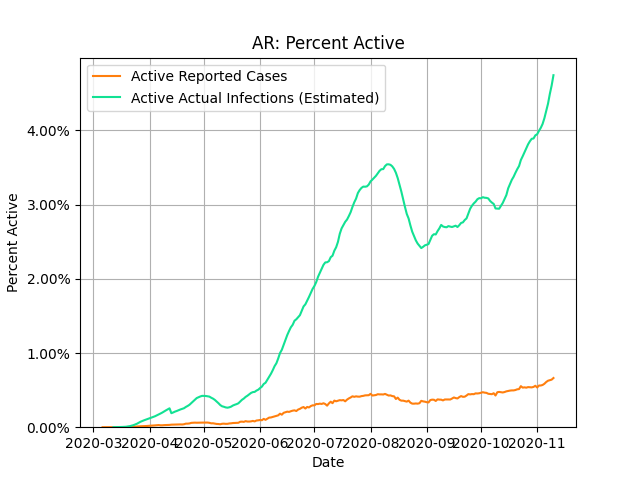 AR: Percent Active
Active Reported Cases
Active Actual Infections (Estimated)
Percent Active
4.00%
3.00%
2.00%
1.00%
0.00%
2020-03 2020-04 2020-05 2020-06 2020-07 2020-08 2020-09 2020-10 2020-11
Date